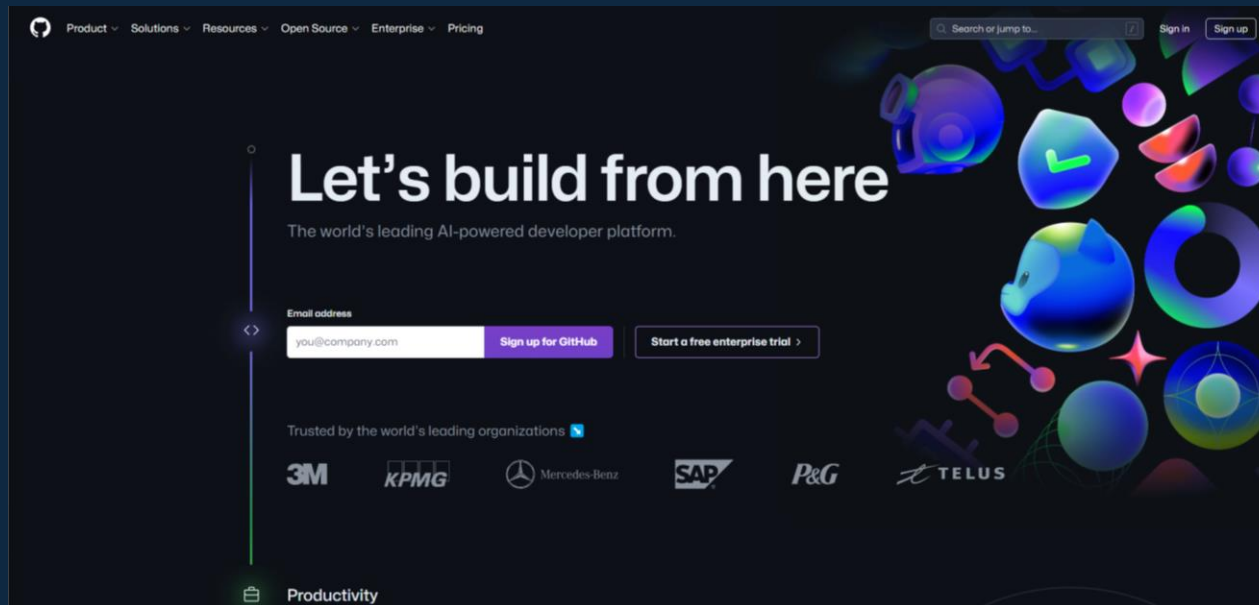 Product Solutions Resources Open Source Enterprise Pricing Search or jump to... / Sign in Sign up
Let's build from here
The world's leading AI-powered developer platform.
Email address
you@company.com Sign up for GitHub Start a free enterprise trial
Trusted by the world's leading organizations
3M KPMG Mercedes-Benz SAP P&G TELUS
Productivity